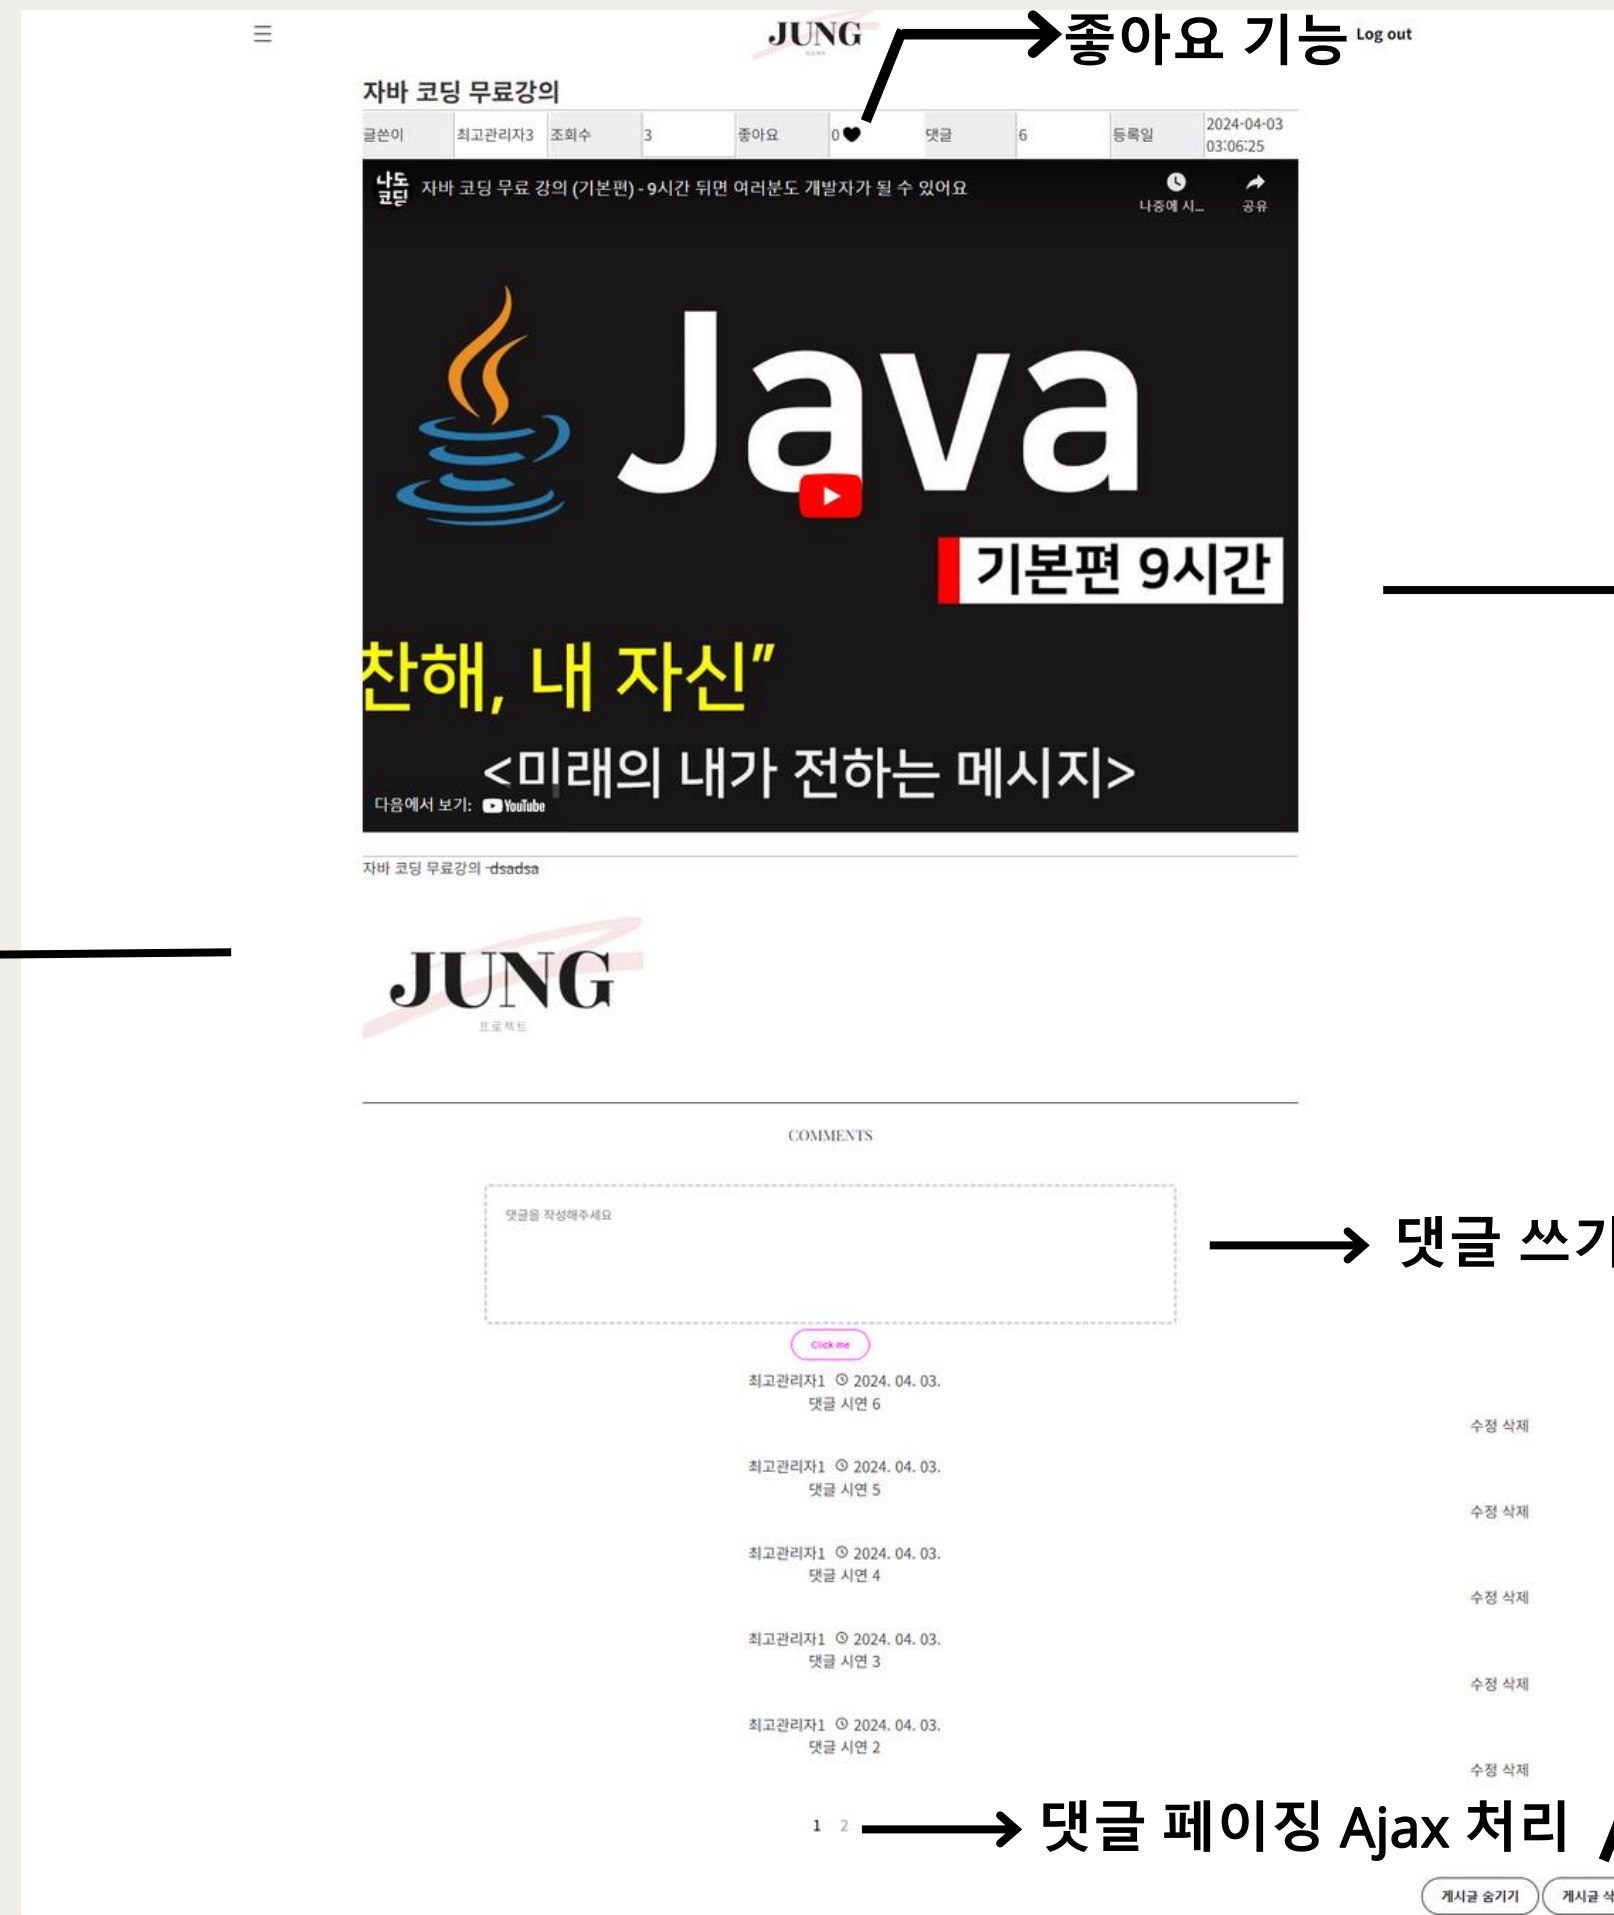 JUNG
좋아요 기능
Log out
자바 코딩 무료강의
글쓴이 최고관리자3 조회수 3 좋아요 0 댓글 6 등록일 2024-04-03
03:06:25
나도
코딩
자바 코딩 무료 강의 (기본편) - 9시간 뒤면 여러분도 개발자가 될 수 있어요
나중에 시... 공유
Java
기본편 9시간
찬해, 내 자신”
<미래의 내가 전하는 메시지>
다음에서 보기: YouTube
자바 코딩 무료강의 dsadsa
JUNG
프로젝트
COMMENTS
댓글을 작성해주세요
댓글 쓰기
Click me
최고관리자1 2024. 04. 03.
댓글 시연 6
수정 삭제
최고관리자1 2024. 04. 03.
댓글 시연 5
수정 삭제
최고관리자1 2024. 04. 03.
댓글 시연 4
수정 삭제
최고관리자1 2024. 04. 03.
댓글 시연 3
수정 삭제
최고관리자1 2024. 04. 03.
댓글 시연 2
수정 삭제
1 2
댓글 페이징 Ajax 처리
게시글 숨기기 게시글